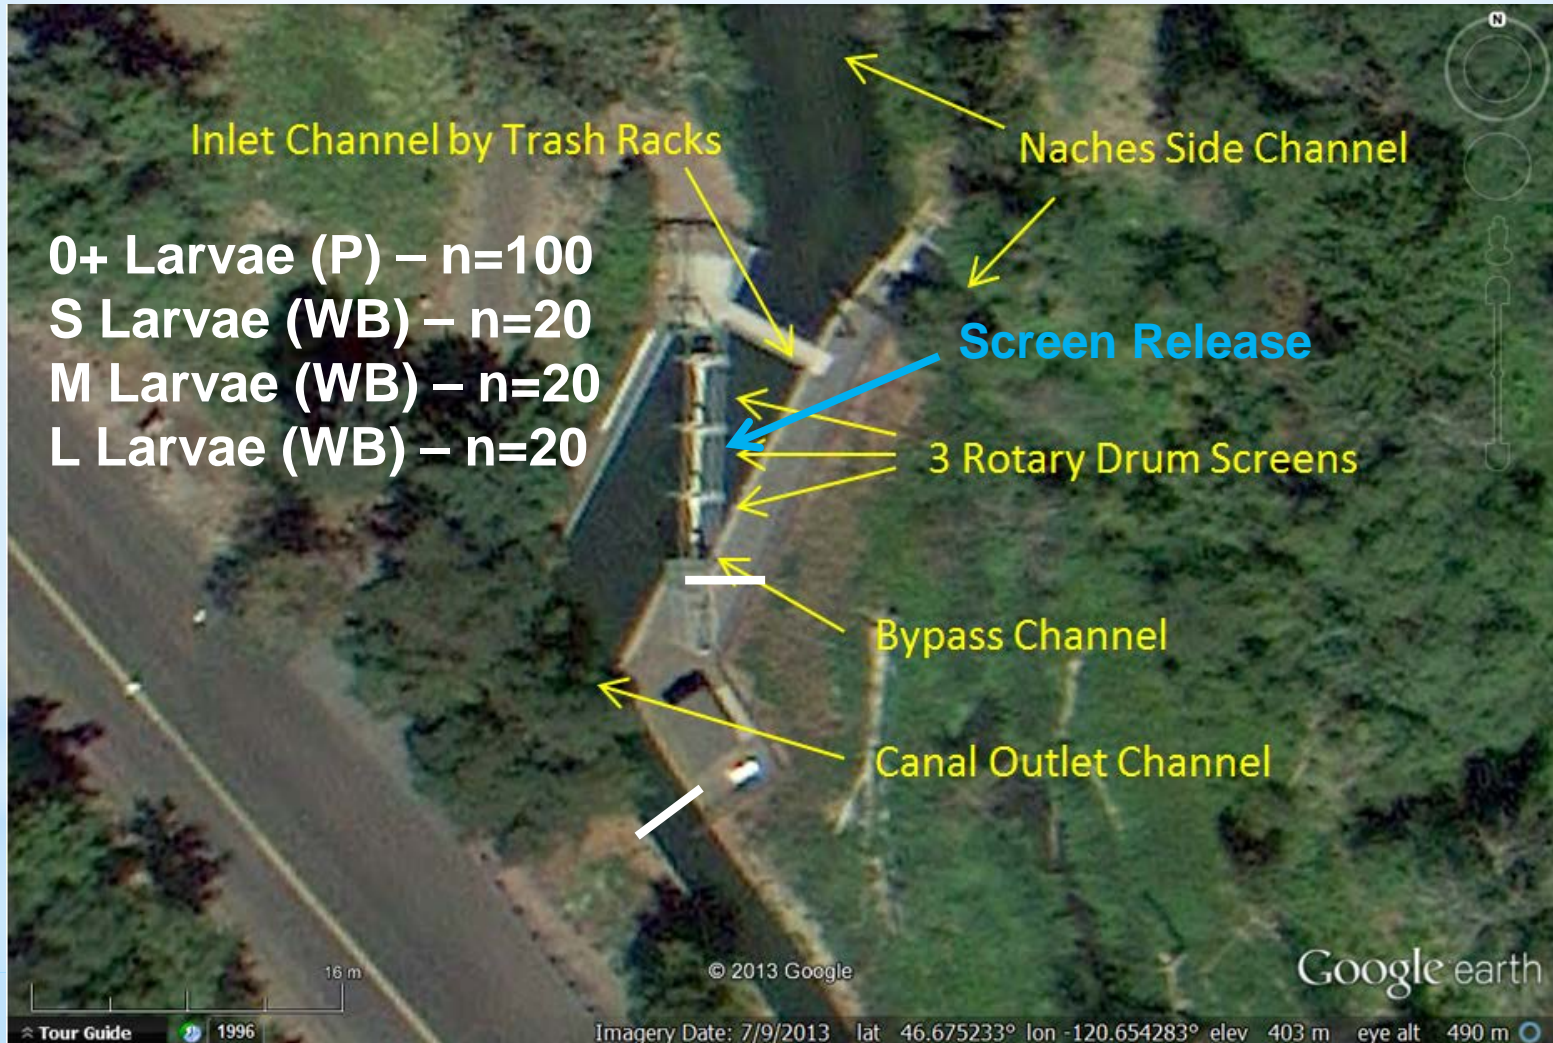 N
Inlet Channel by Trash Racks
Naches Side Channel
0+ Larvae (P) – n=100
S Larvae (WB) – n=20
M Larvae (WB) – n=20
L Larvae (WB) – n=20
Screen Release
3 Rotary Drum Screens
Bypass Channel
Canal Outlet Channel
16 m
© 2013 Google
Google earth
Tour Guide
1996
Imagery Date: 7/9/2013 lat 46.675233° lon -120.654283° elev 403 m eye alt 490 m